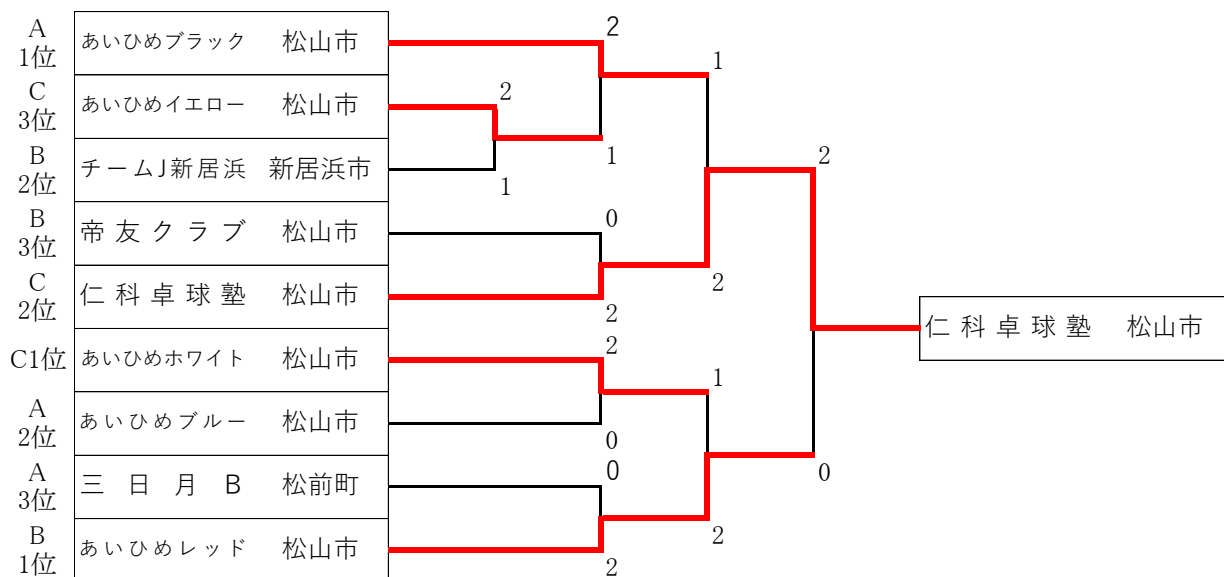 A
1位 あいひめブラック 松山市
2
1
C
3位 あいひめイエロー 松山市
2
1
B
2位 チームJ新居浜 新居浜市
1
2
B
3位 帝友クラブ 松山市
0
C
2位 仁科卓球塾 松山市
2
2
仁科卓球塾 松山市
C1位 あいひめホワイト 松山市
2
1
A
2位 あいひめブルー 松山市
0
A
3位 三日月B 松前町
0
0
B
1位 あいひめレッド 松山市
2
2